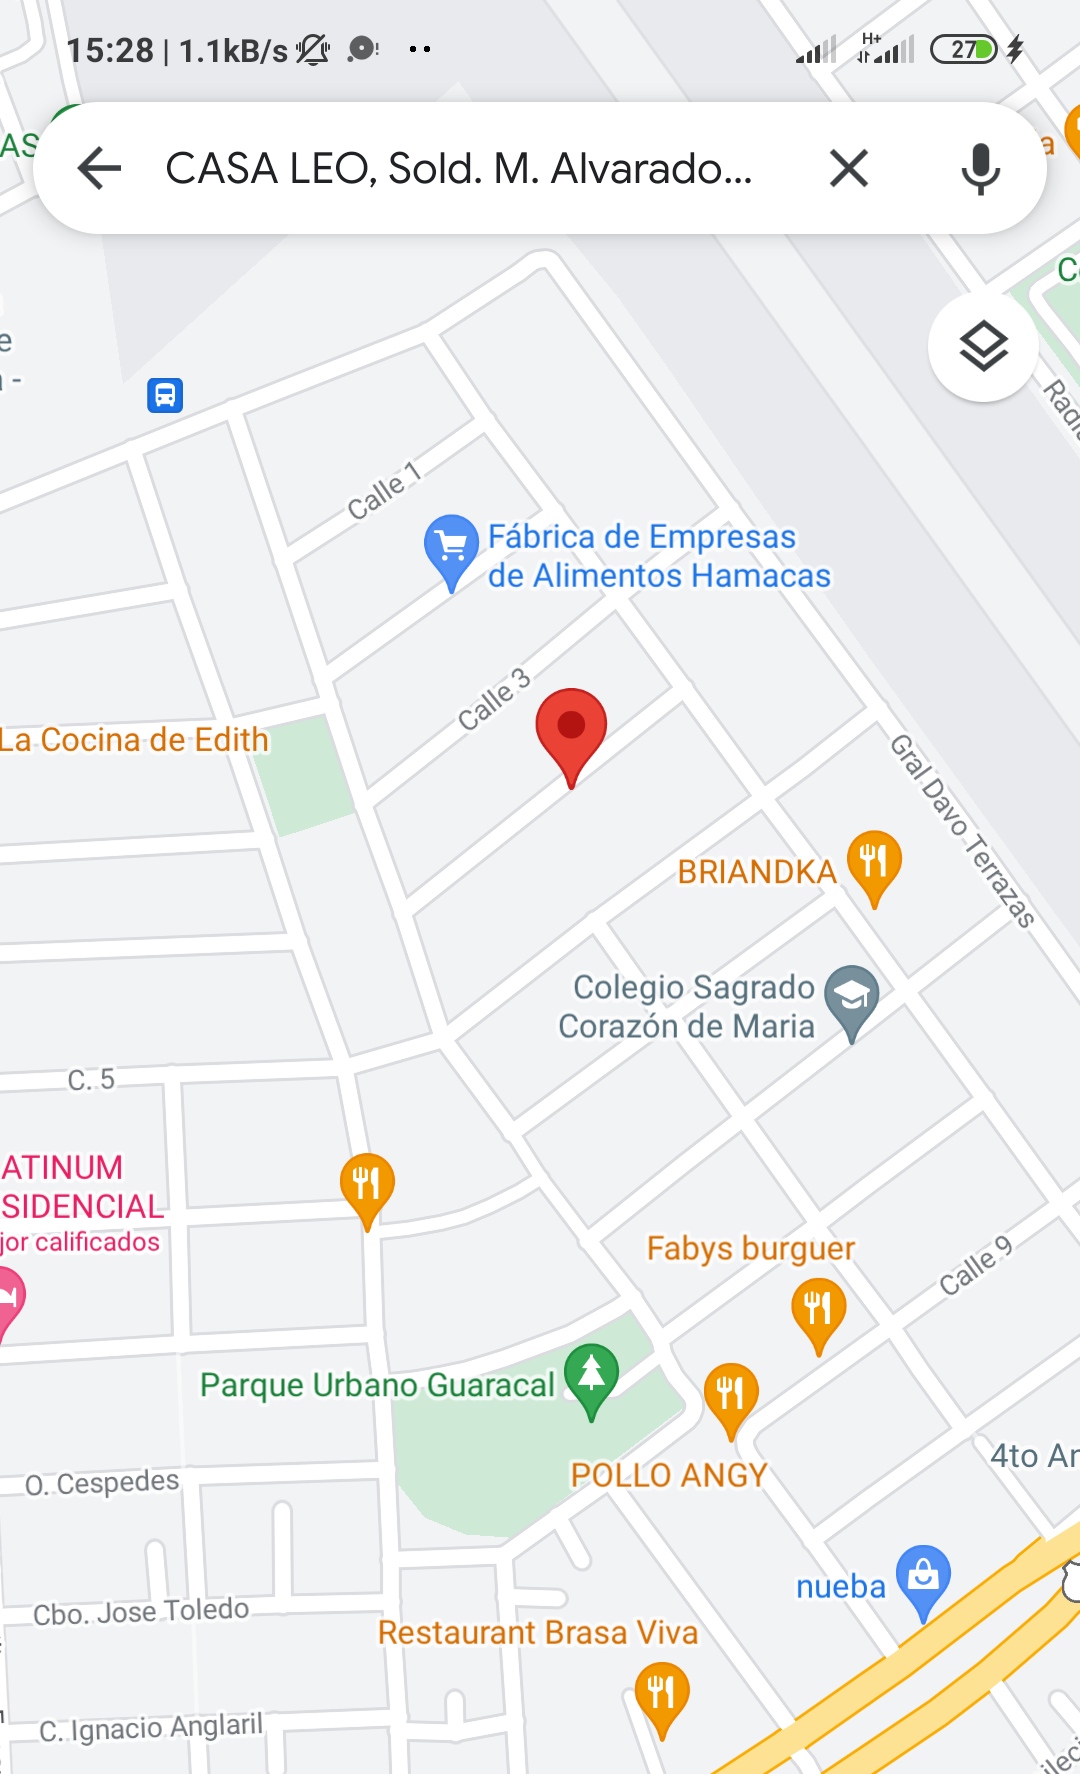 15:28 | 1.1kB/s
H+
27
AS
CASA LEO, Sold. M. Alvarado...
a
e
a -
Calle 1
Fábrica de Empresas
de Alimentos Hamacas
Calle 3
La Cocina de Edith
Gral Davo Terrazas
BRIANDKA
Colegio Sagrado
Corazón de Maria
C. 5
ATINUM
SIDENCIAL
jor calificados
Fabys burguer
Calle 9
Parque Urbano Guaracal
POLLO ANGY
4to Ar
O. Cespedes
nueba
Cbo. Jose Toledo
Restaurant Brasa Viva
C. Ignacio Anglaril